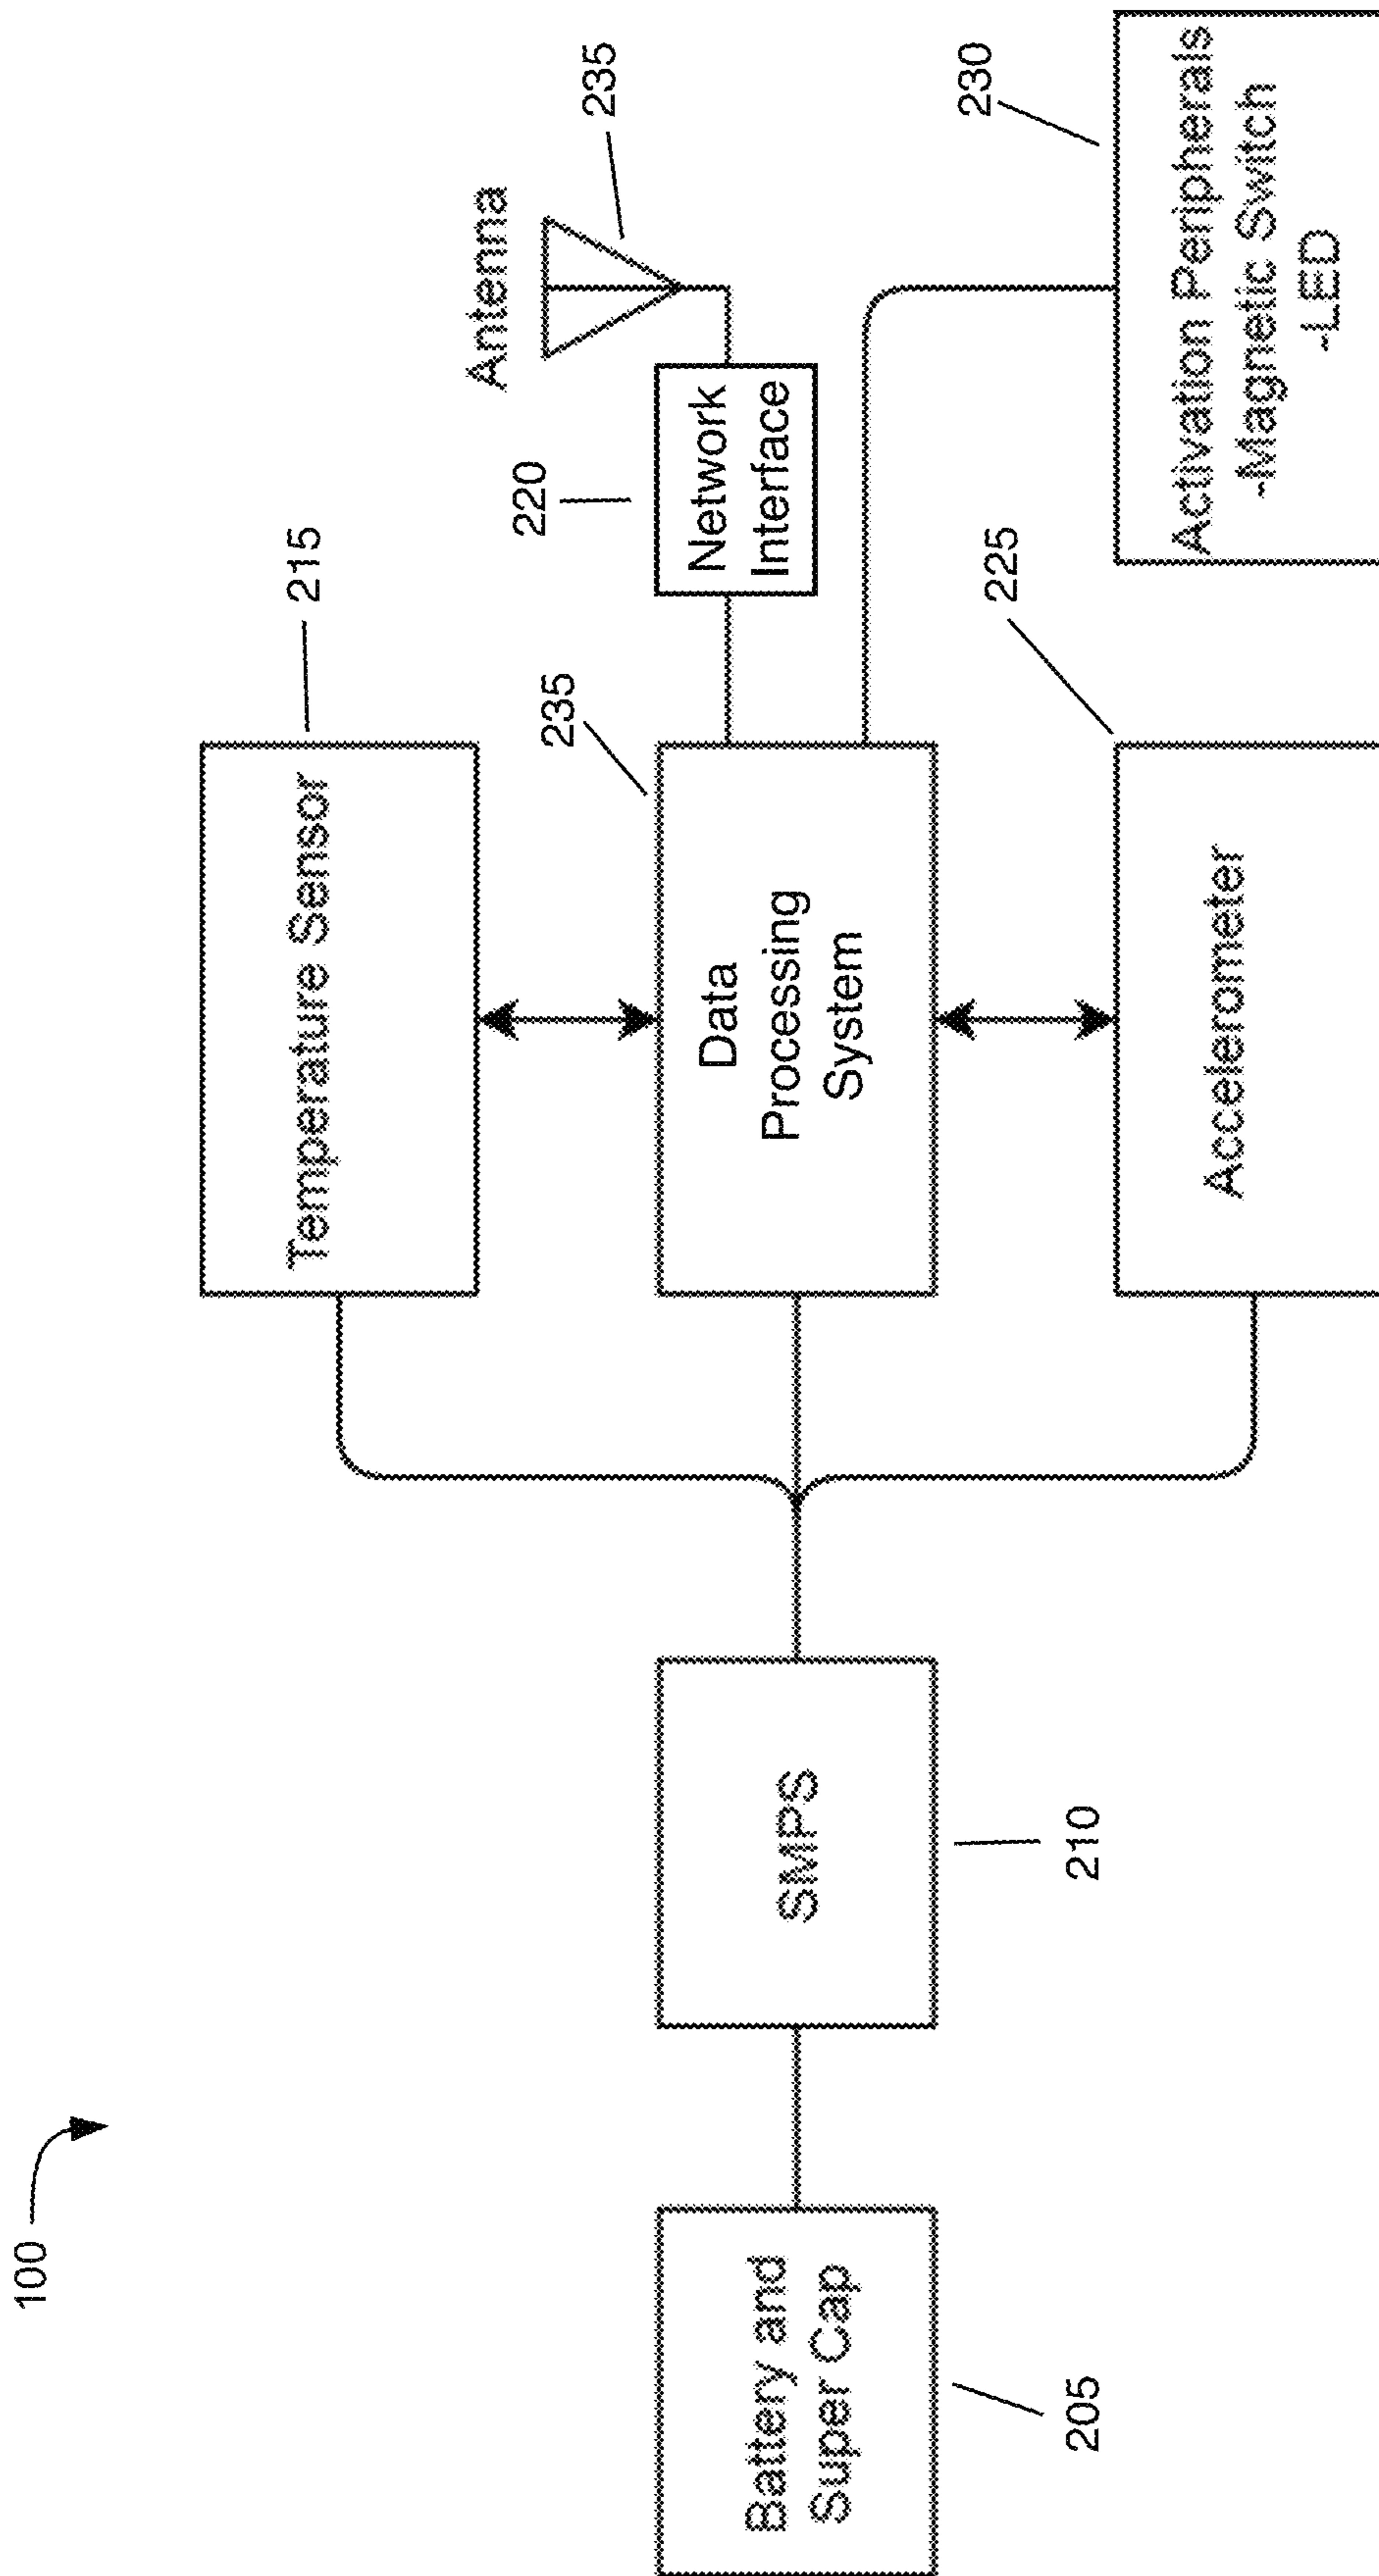 100
Temperature Sensor
215
Antenna
235
220
Network
Interface
235
Data
Processing
System
Battery and
Super Cap
205
SMPS
210
Accelerometer
225
230
Activation Peripherals
-Magnetic Switch
-LED